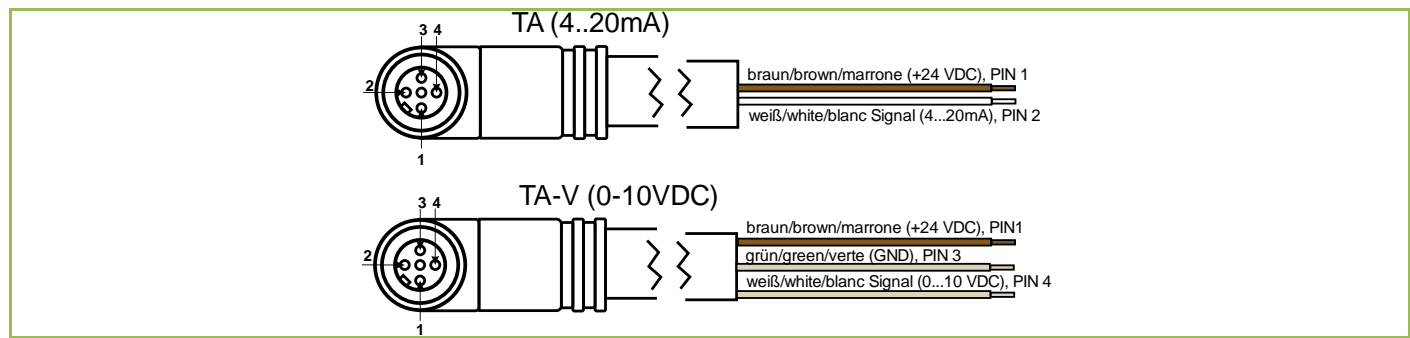 TA (4..20mA)
3 4
braun/brown/marrone (+24 VDC), PIN 1
2
weiß/white/blanc Signal (4...20mA), PIN 2
1
TA-V (0-10VDC)
3 4
braun/brown/marrone (+24 VDC), PIN1
2
grün/green/verte (GND), PIN 3
weiß/white/blanc Signal (0...10 VDC), PIN 4
1